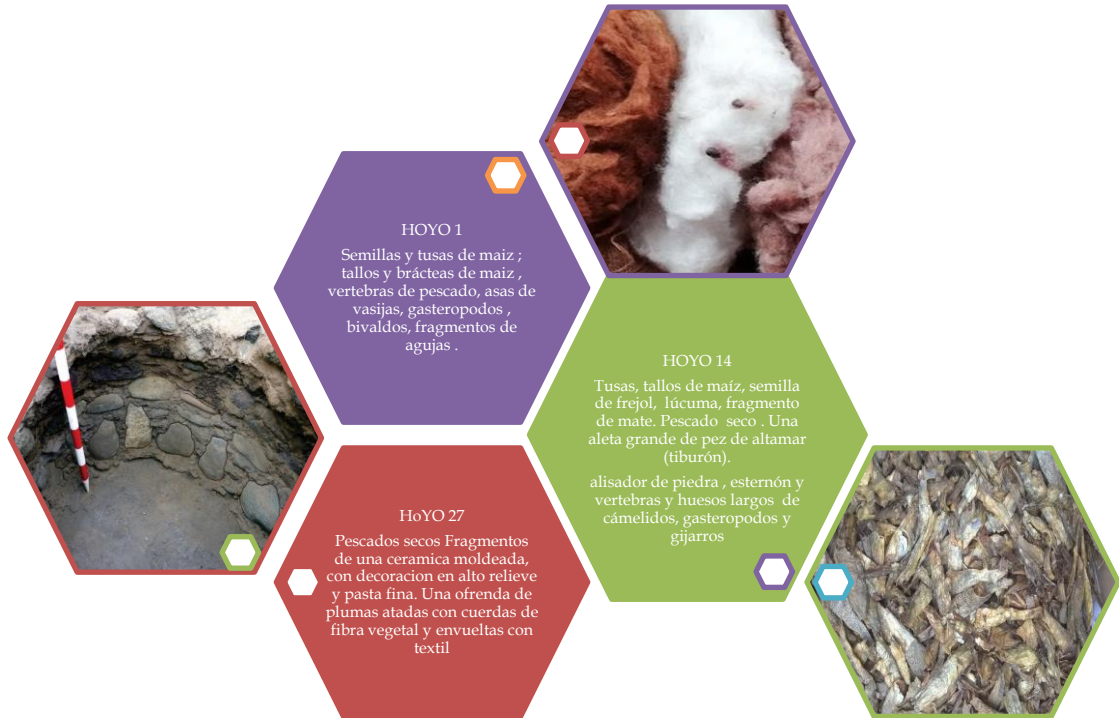 HOYO 1
Semillas y tusas de maiz ;
tallos y brácteas de maiz ,
vertebras de pescado, asas de
vasijas, gasteropodos ,
bivaldos, fragmentos de
agujas .
HOYO 14
Tusas, tallos de maíz, semilla
de frejol, lúcuma, fragmento
de mate. Pescado seco . Una
aleta grande de pez de altamar
(tiburón).
alisador de piedra , esternón y
vertebras y huesos largos de
cámelidos, gasteropodos y
gijarros
HoYO 27
Pescados secos Fragmentos
de una ceramica moldeada,
con decoracion en alto relieve
y pasta fina. Una ofrenda de
plumas atadas con cuerdas de
fibra vegetal y envueltas con
textil